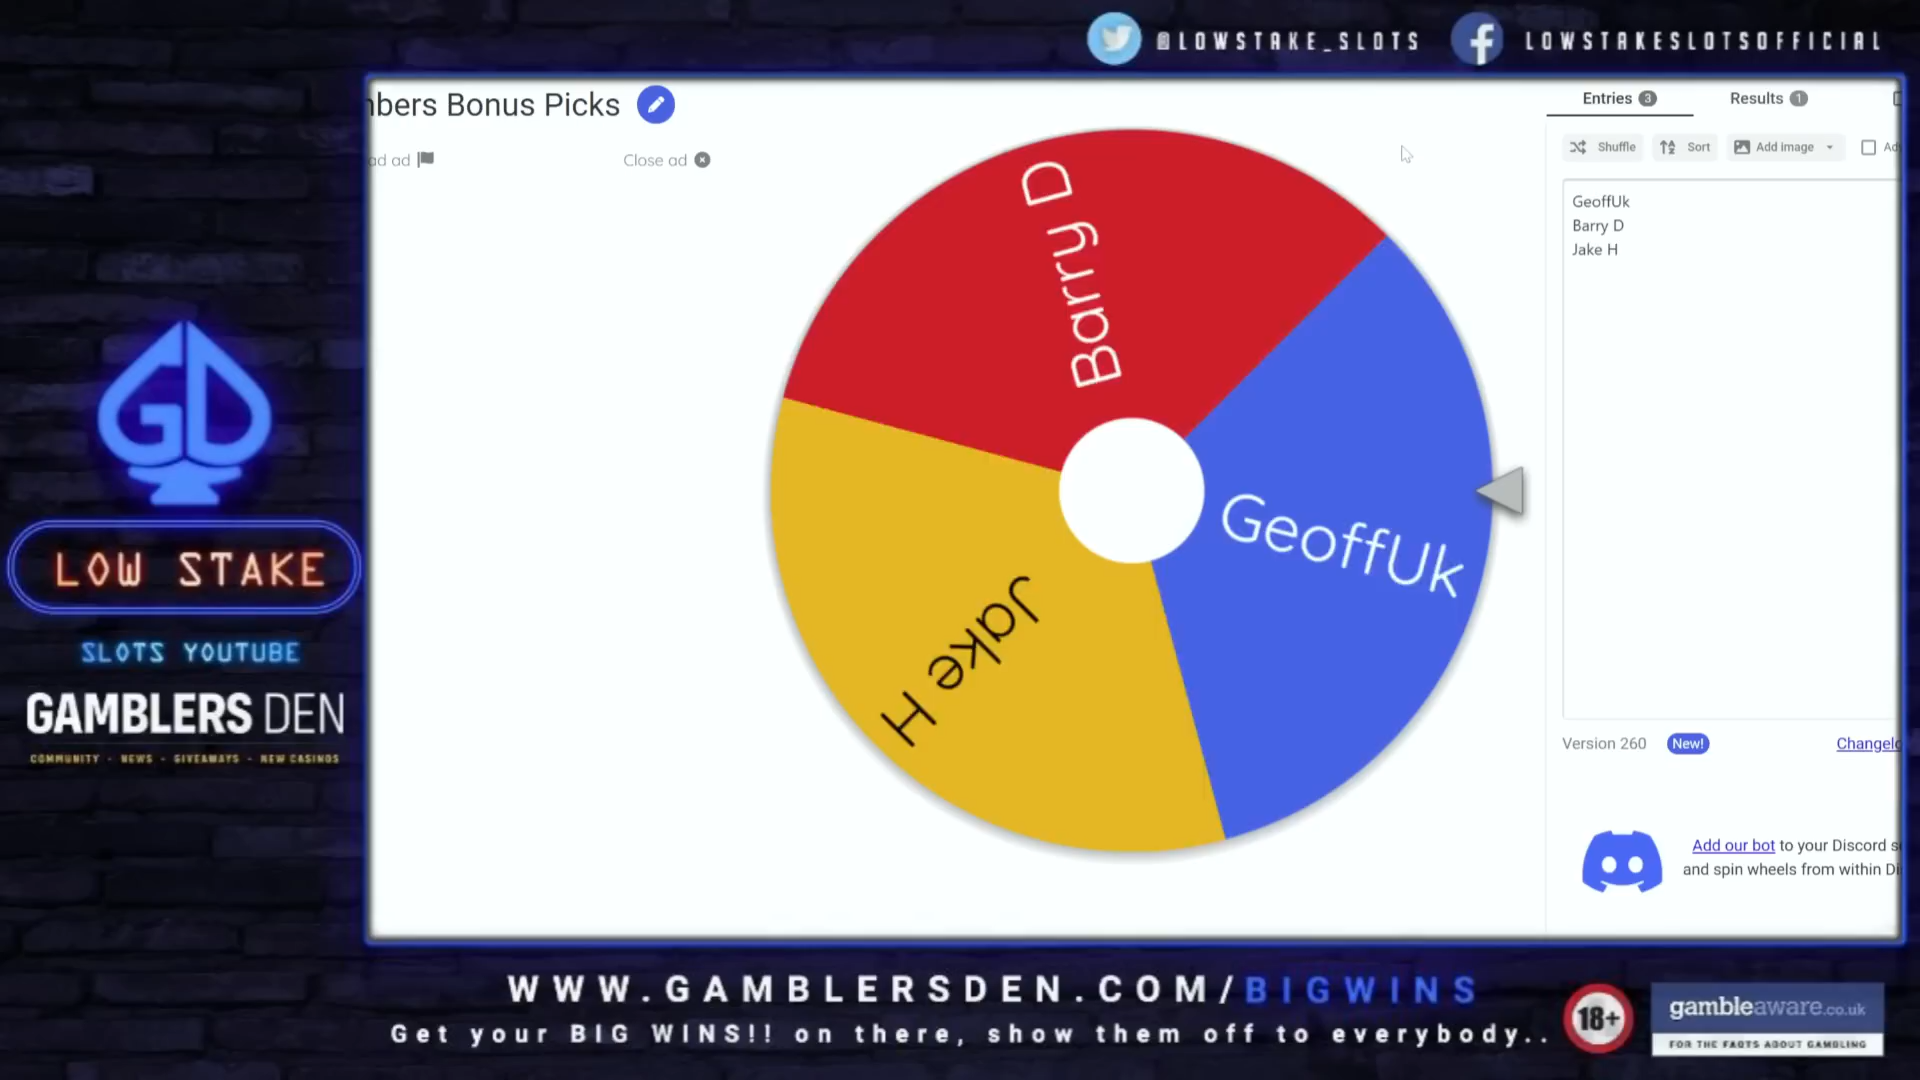 @LOWSTAKE_SLOTS
LOWSTAKESLOTSOFFICIAL
bers Bonus Picks
ad ad
Close ad
Entries 3
Results 1
Shuffle
Sort
Add image
GeoffUk
Barry D
Jake H
Barry D
GeoffUk
Jake H
GD
LOW STAKE
SLOTS YOUTUBE
GAMBLERS DEN
COMMUNITY - NEWS - GIVEAWAYS - NEW CASINOS
Version 260
New!
Changelo
Add our bot to your Discord s
and spin wheels from within Di
WWW.GAMBLERSDEN.COM/BIGWINS
Get your BIG WINS!! on there, show them off to everybody..
18+
gambleaware.co.uk
FOR THE FACTS ABOUT GAMBLING